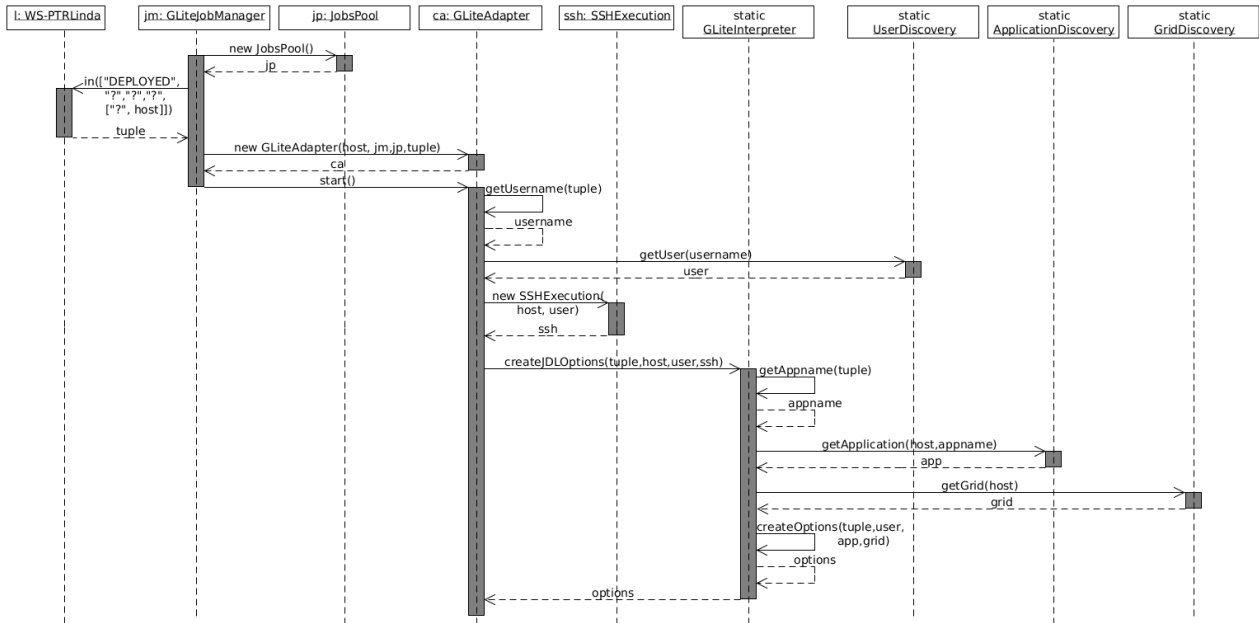 l: WS-PTRLinda
jm: GLiteJobManager
jp: JobsPool
ca: GLiteAdapter
ssh: SSHExecution
static
GLiteInterpreter
static
UserDiscovery
static
ApplicationDiscovery
static
GridDiscovery
new JobsPool()
jp
in(["DEPLOYED",
"?","?","?",
["?", host]])
tuple
new GLiteAdapter(host, jm,jp,tuple)
ca
start()
getUsername(tuple)
username
getUser(username)
user
new SSHExecution(
host, user)
ssh
createJDLOptions(tuple,host,user,ssh)
getAppname(tuple)
appname
getApplication(host,appname)
app
getGrid(host)
grid
createOptions(tuple,user,
app,grid)
options
options